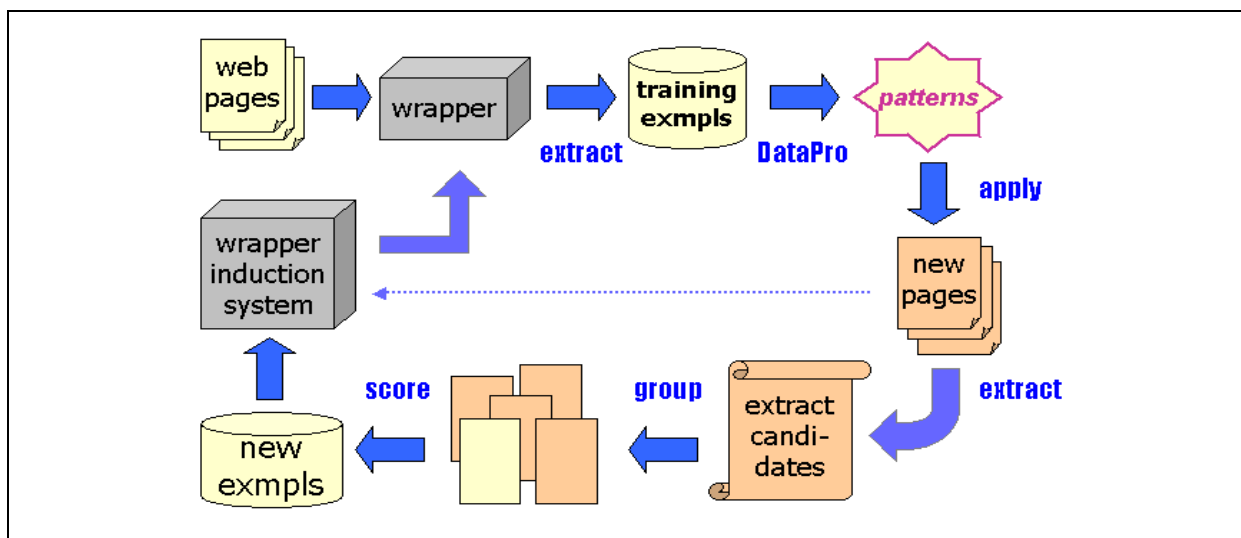 web
pages
wrapper
extract
training
exmpls
DataPro
patterns
apply
new
pages
extract
extract
candi-
dates
group
score
new
exmpls
wrapper
induction
system